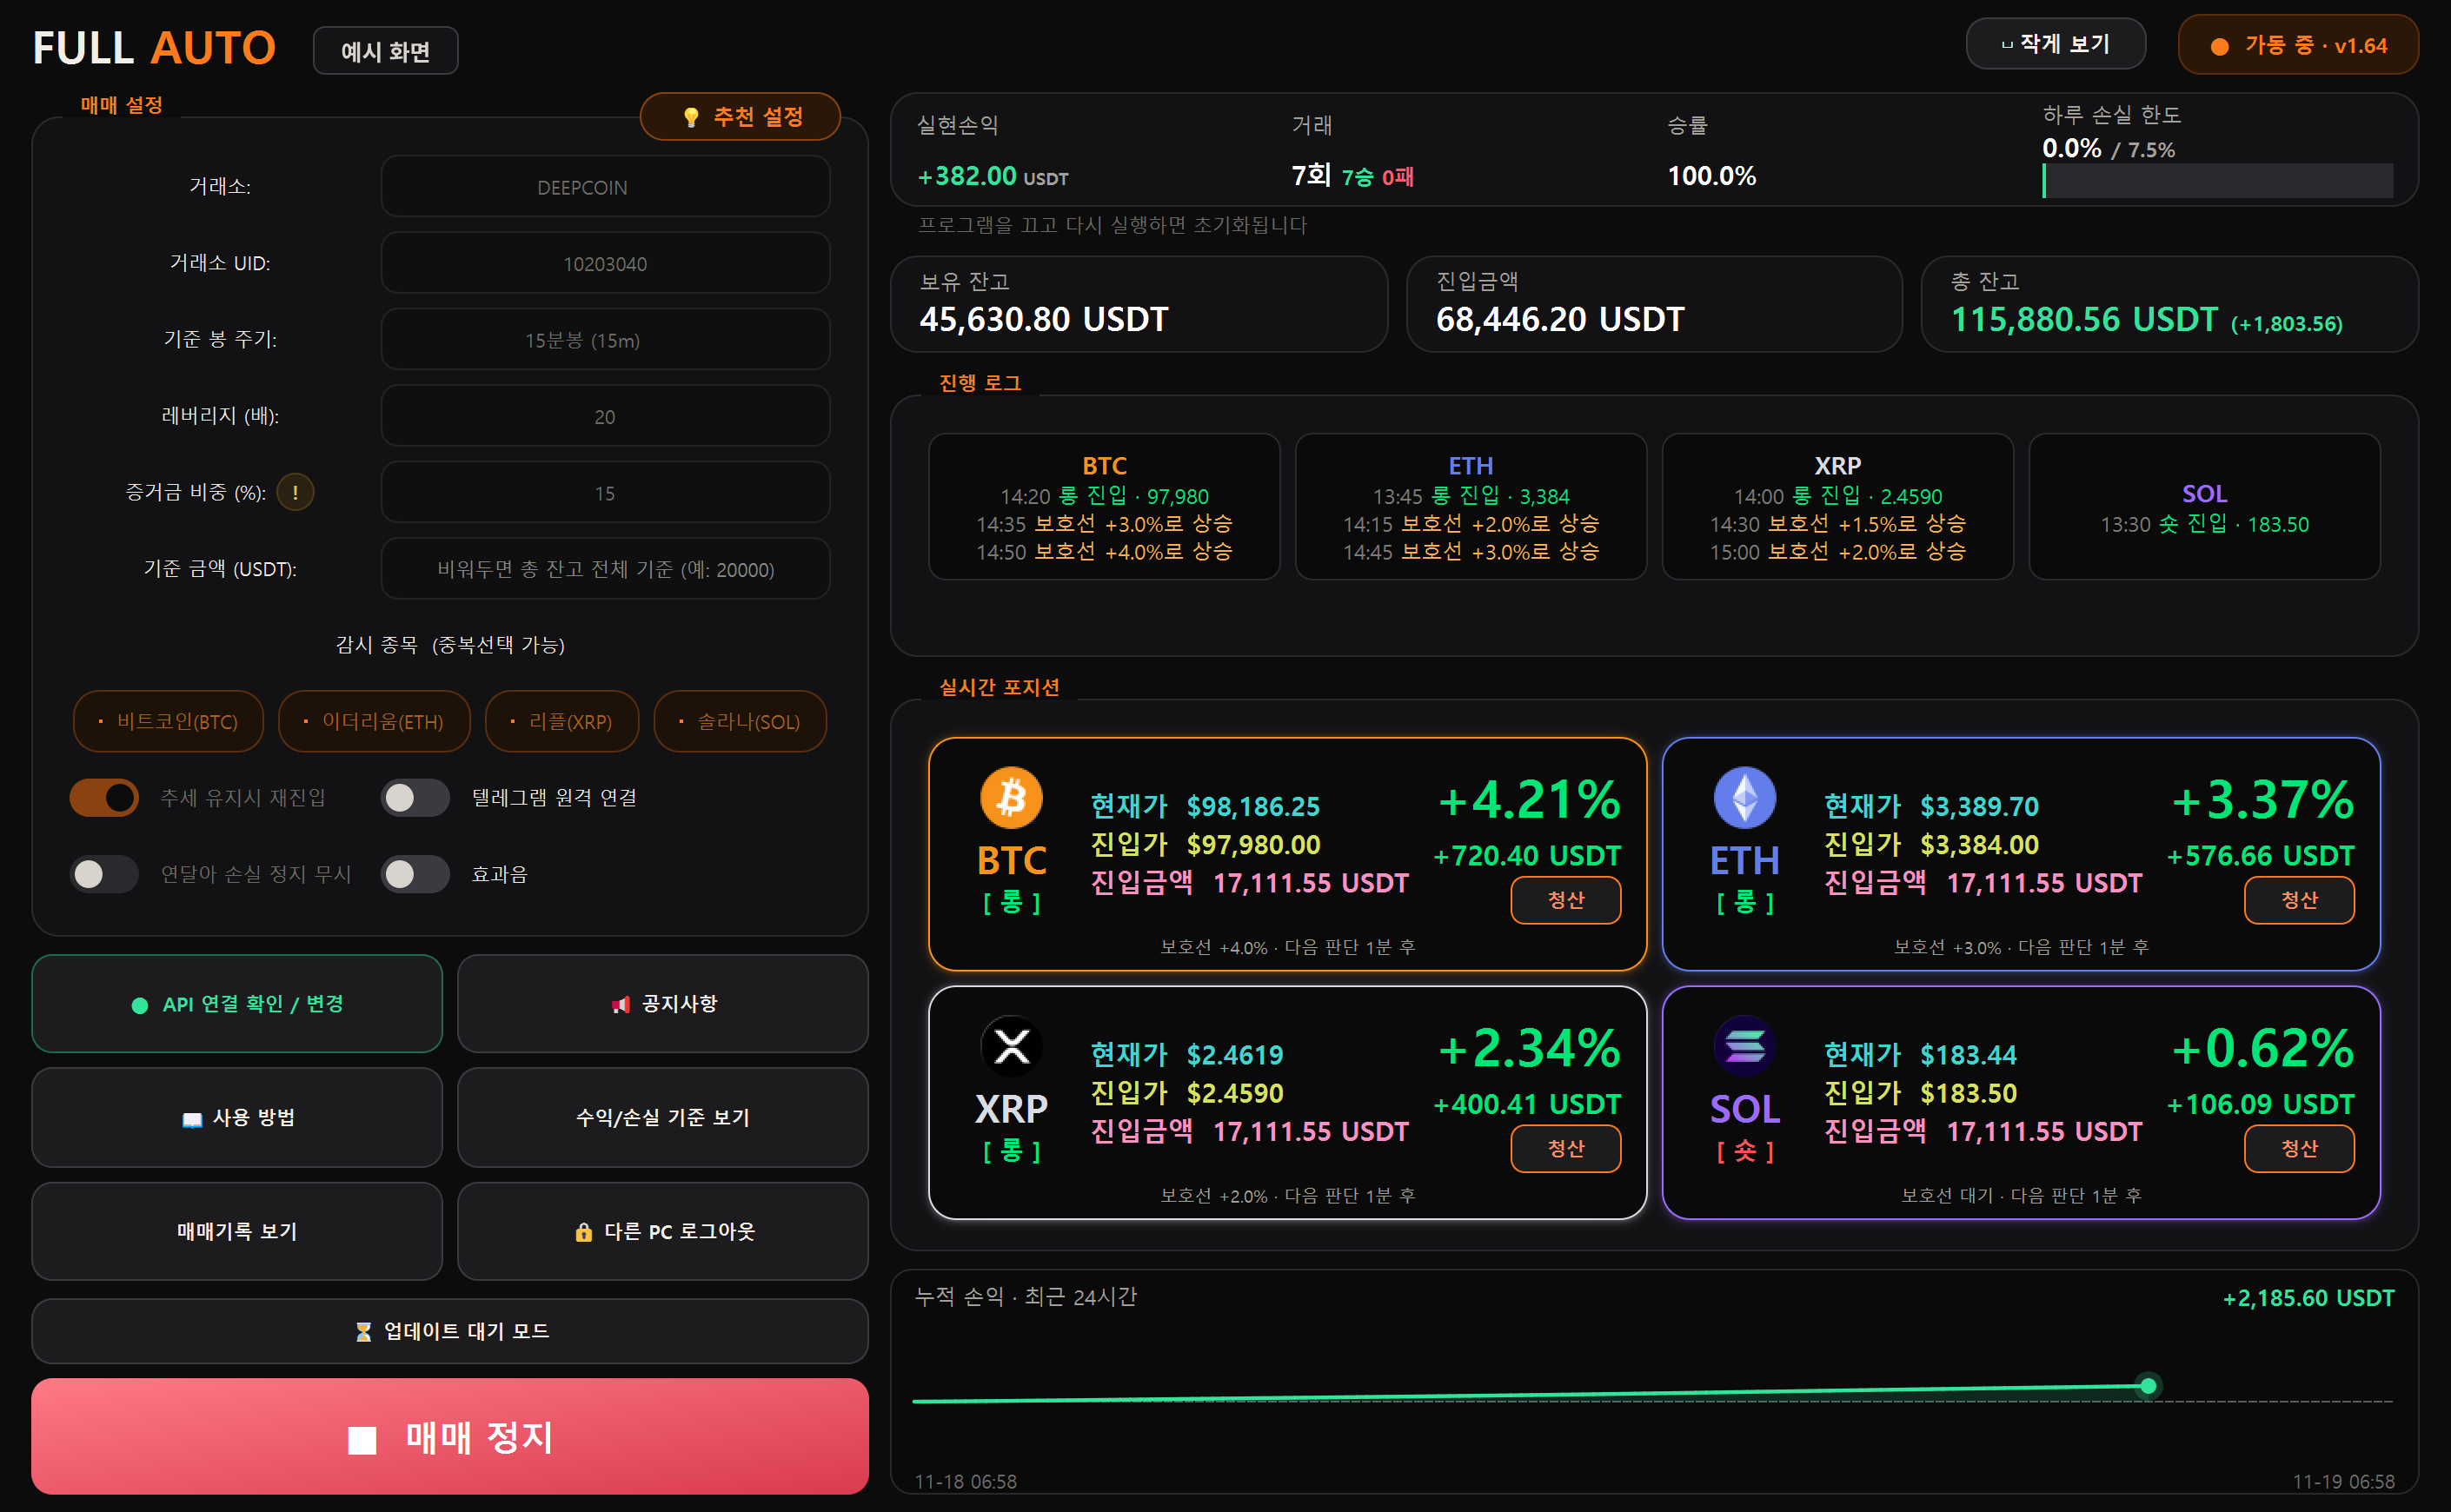 FULL AUTO
예시 화면
작게 보기
가동 중 · v1.64
매매 설정
추천 설정
거래소:
DEEPCOIN
거래소 UID:
10203040
기준 봉 주기:
15분봉 (15m)
레버리지 (배):
20
증거금 비중 (%): !
15
기준 금액 (USDT):
비워두면 총 잔고 전체 기준 (예: 20000)
감시 종목 (중복선택 가능)
비트코인(BTC)
이더리움(ETH)
리플(XRP)
솔라나(SOL)
추세 유지시 재진입
텔레그램 원격 연결
연달아 손실 정지 무시
효과음
API 연결 확인 / 변경
공지사항
사용 방법
수익/손실 기준 보기
매매기록 보기
다른 PC 로그아웃
업데이트 대기 모드
매매 정지
실현손익
+382.00 USDT
거래
7회 7승 0패
승률
100.0%
하루 손실 한도
0.0% / 7.5%
프로그램을 끄고 다시 실행하면 초기화됩니다
보유 잔고
45,630.80 USDT
진입금액
68,446.20 USDT
총 잔고
115,880.56 USDT (+1,803.56)
진행 로그
BTC
14:20 롱 진입 · 97,980
14:35 보호선 +3.0%로 상승
14:50 보호선 +4.0%로 상승
ETH
13:45 롱 진입 · 3,384
14:15 보호선 +2.0%로 상승
14:45 보호선 +3.0%로 상승
XRP
14:00 롱 진입 · 2.4590
14:30 보호선 +1.5%로 상승
15:00 보호선 +2.0%로 상승
SOL
13:30 숏 진입 · 183.50
실시간 포지션
BTC
[ 롱 ]
현재가 $98,186.25
진입가 $97,980.00
진입금액 17,111.55 USDT
+4.21%
+720.40 USDT
청산
보호선 +4.0% · 다음 판단 1분 후
ETH
[ 롱 ]
현재가 $3,389.70
진입가 $3,384.00
진입금액 17,111.55 USDT
+3.37%
+576.66 USDT
청산
보호선 +3.0% · 다음 판단 1분 후
XRP
[ 롱 ]
현재가 $2.4619
진입가 $2.4590
진입금액 17,111.55 USDT
+2.34%
+400.41 USDT
청산
보호선 +2.0% · 다음 판단 1분 후
SOL
[ 숏 ]
현재가 $183.44
진입가 $183.50
진입금액 17,111.55 USDT
+0.62%
+106.09 USDT
청산
보호선 대기 · 다음 판단 1분 후
누적 손익 · 최근 24시간
+2,185.60 USDT
11-18 06:58
11-19 06:58